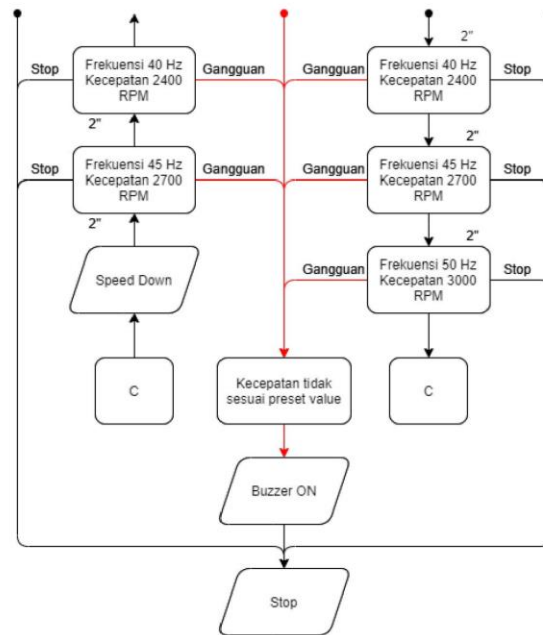 2"
Stop
Frekuensi 40 Hz
Kecepatan 2400
RPM
Gangguan
Gangguan
Frekuensi 40 Hz
Kecepatan 2400
RPM
Stop
2"
2"
Stop
Frekuensi 45 Hz
Kecepatan 2700
RPM
Gangguan
Gangguan
Frekuensi 45 Hz
Kecepatan 2700
RPM
Stop
2"
2"
Speed Down
Gangguan
Frekuensi 50 Hz
Kecepatan 3000
RPM
Stop
C
Kecepatan tidak
sesuai preset value
C
Buzzer ON
Stop